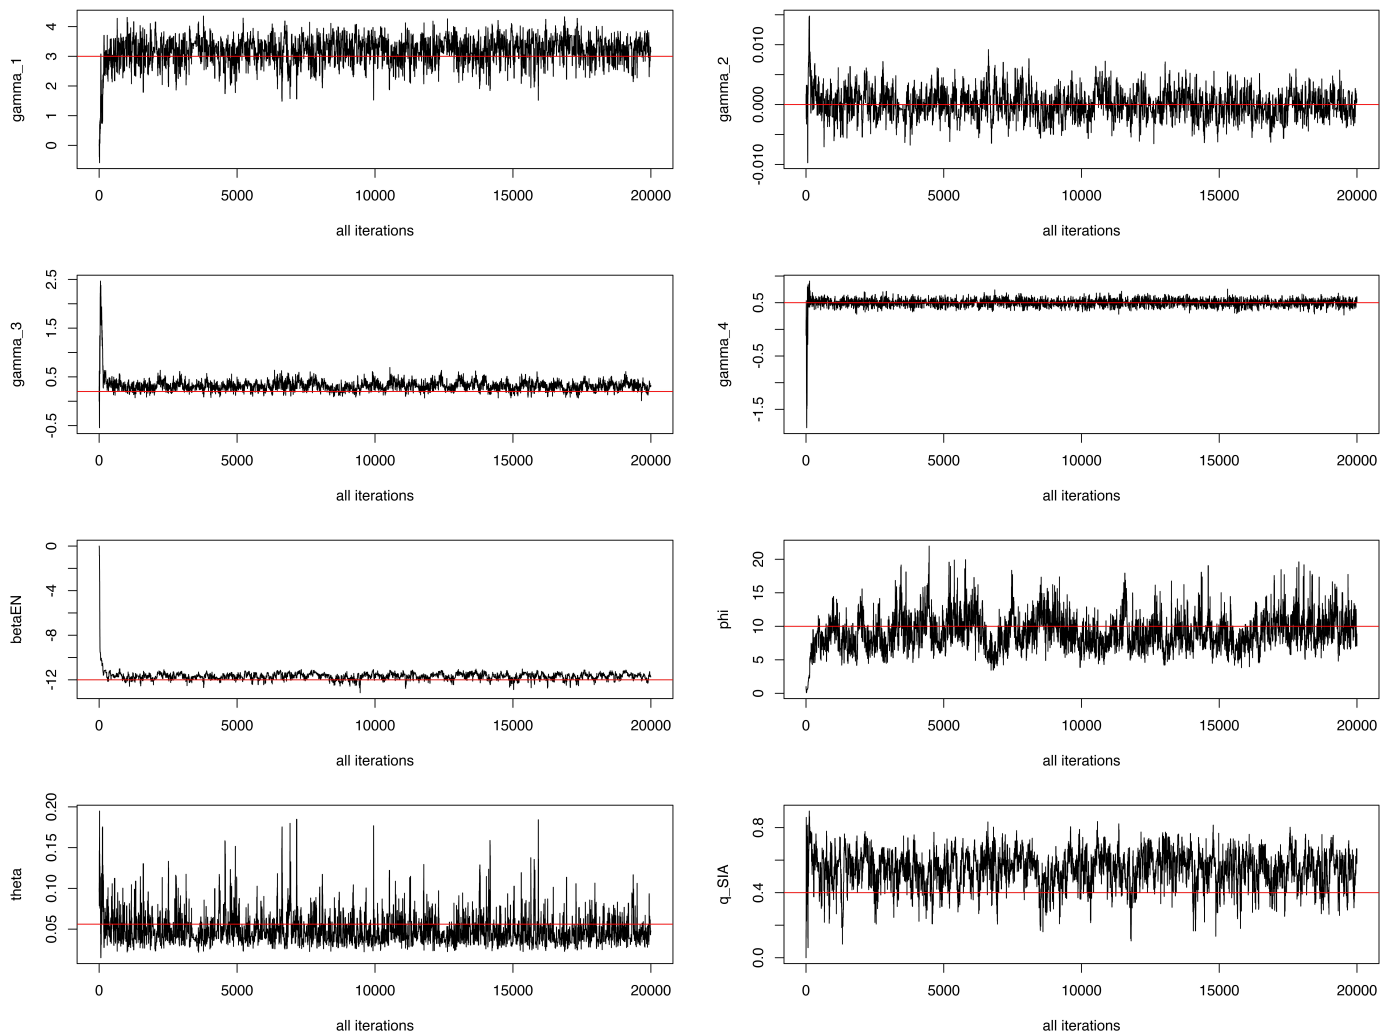 gamma_1
4
3
2
1
0
0 5000 10000 15000 20000
all iterations
gamma_2
0.010
0.000
-0.010
0 5000 10000 15000 20000
all iterations
gamma_3
2.5
1.5
0.5
-0.5
0 5000 10000 15000 20000
all iterations
gamma_4
0.5
-0.5
-1.5
0 5000 10000 15000 20000
all iterations
betaEN
0
-4
-8
-12
0 5000 10000 15000 20000
all iterations
phi
20
15
10
5
0
0 5000 10000 15000 20000
all iterations
theta
0.20
0.15
0.10
0.05
0 5000 10000 15000 20000
all iterations
q_SIA
0.8
0.4
0.0
0 5000 10000 15000 20000
all iterations